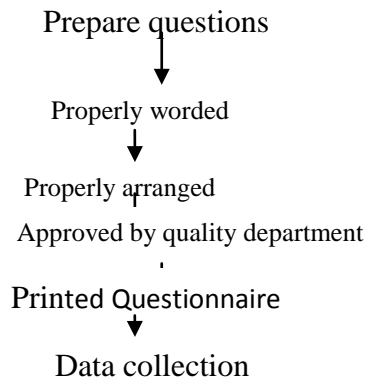 Prepare questions
Properly worded
Properly arranged
Approved by quality department
Printed Questionnaire
Data collection